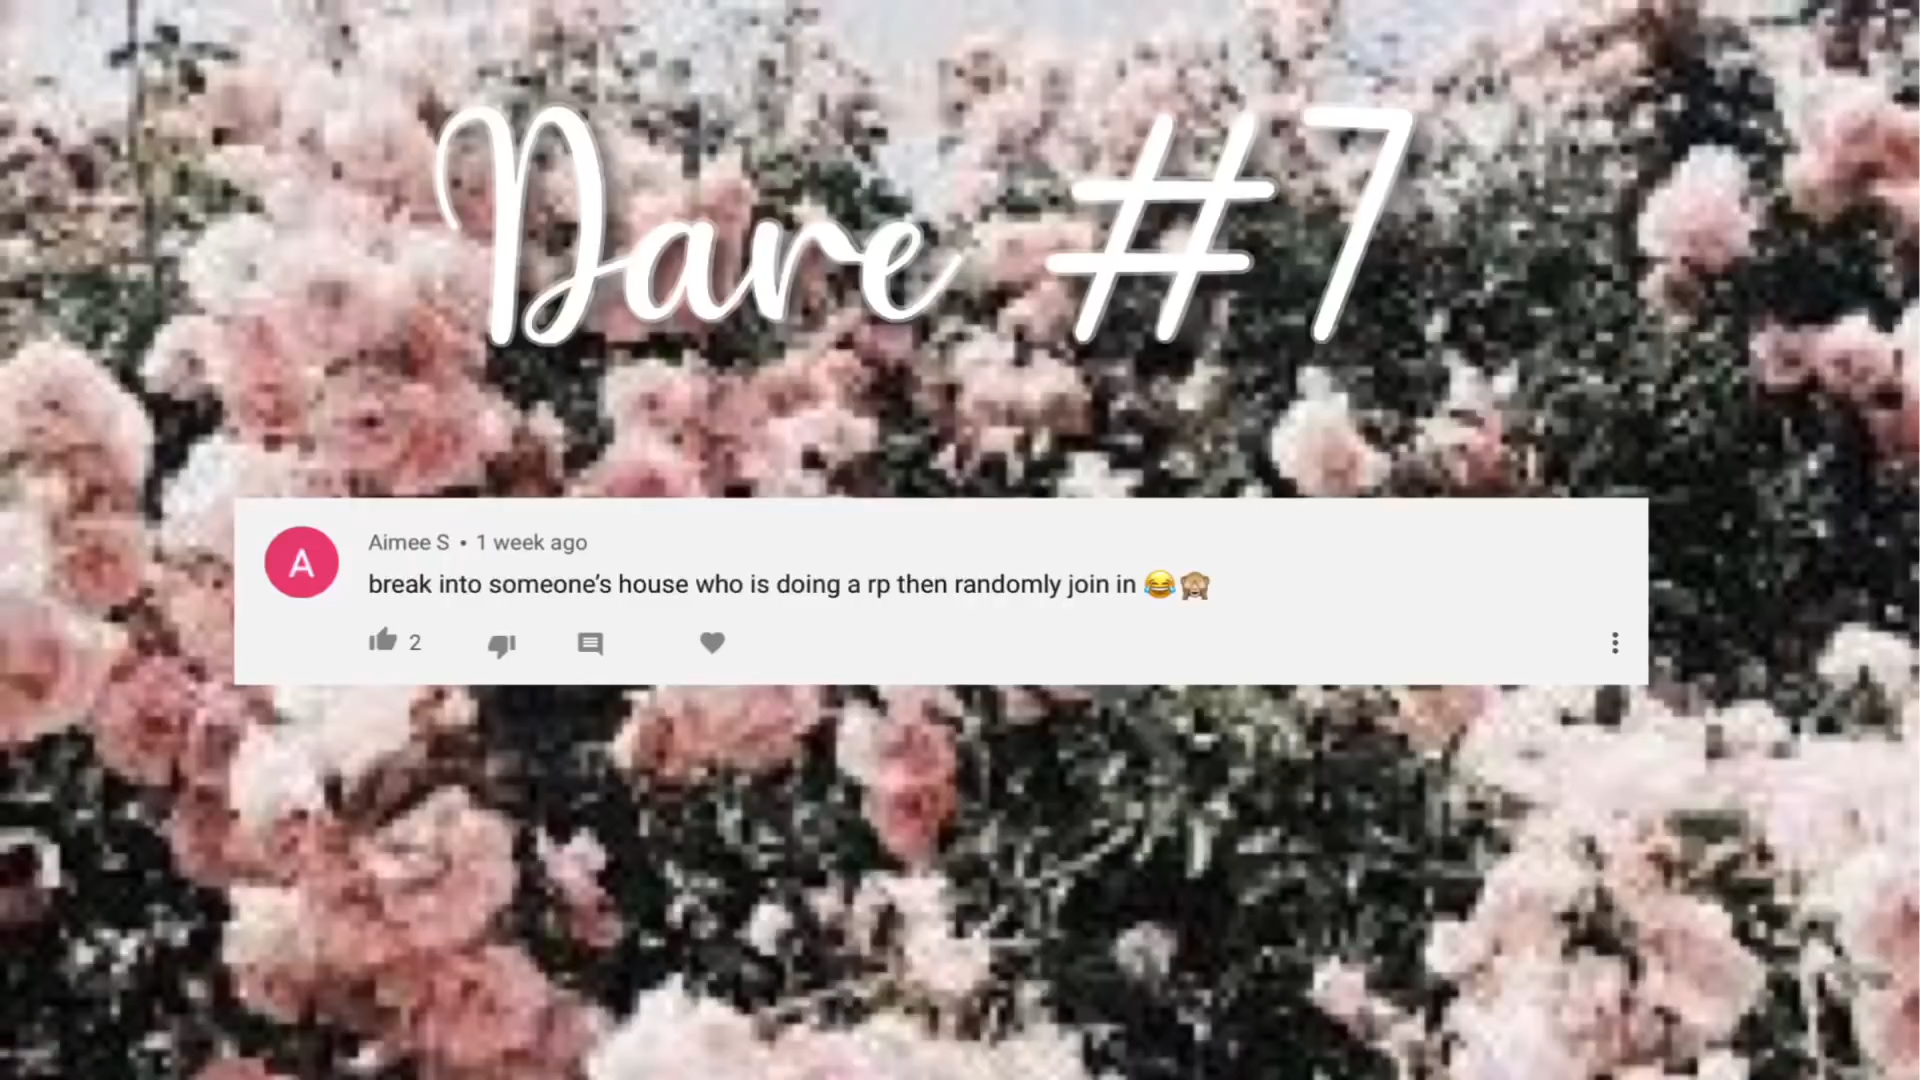 Dare #7
A
Aimee S • 1 week ago
break into someone’s house who is doing a rp then randomly join in 😂🙈
2